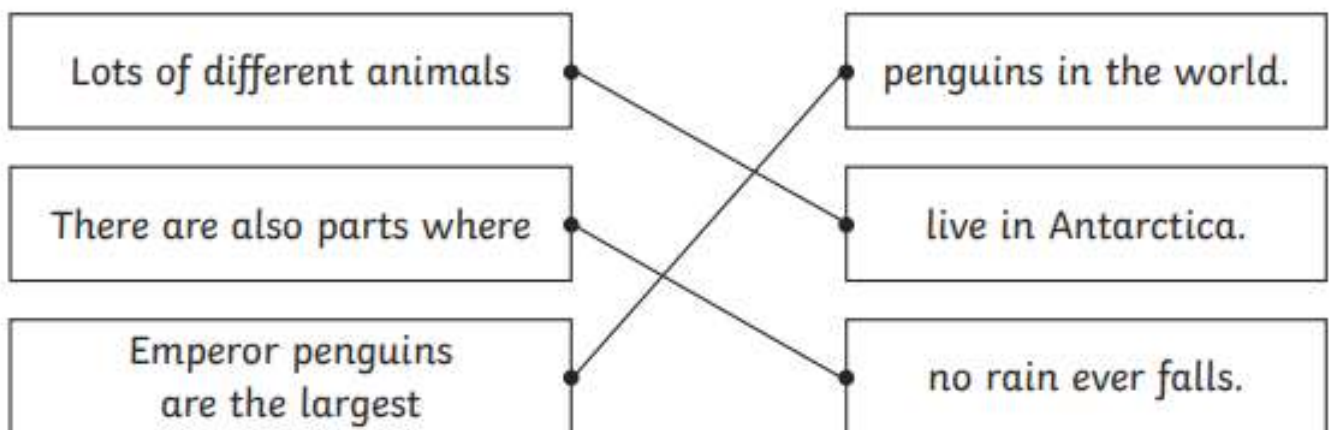 Lots of different animals
penguins in the world.
There are also parts where
live in Antarctica.
Emperor penguins
are the largest
no rain ever falls.